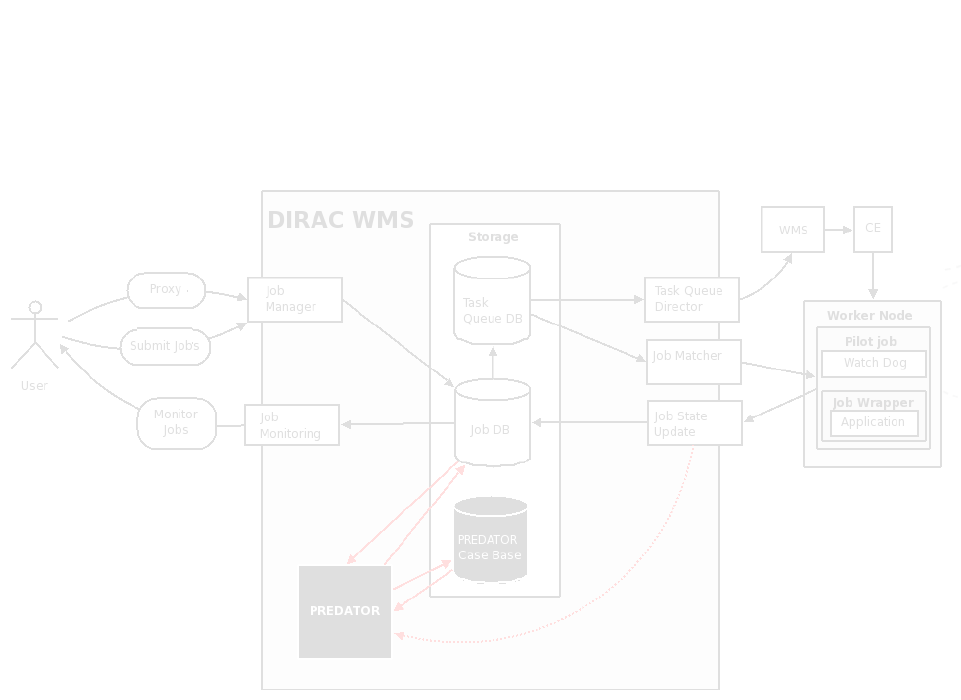 DIRAC WMS
Storage
WMS
CE
Proxy
Job
Manager
Task
Queue DB
Task Queue
Director
Worker Node
Pilot job
Watch Dog
Submit Jobs
Job Matcher
User
Monitor
Jobs
Job
Monitoring
Job DB
Job State
Update
Job Wrapper
Application
PREDATOR
Case Base
PREDATOR